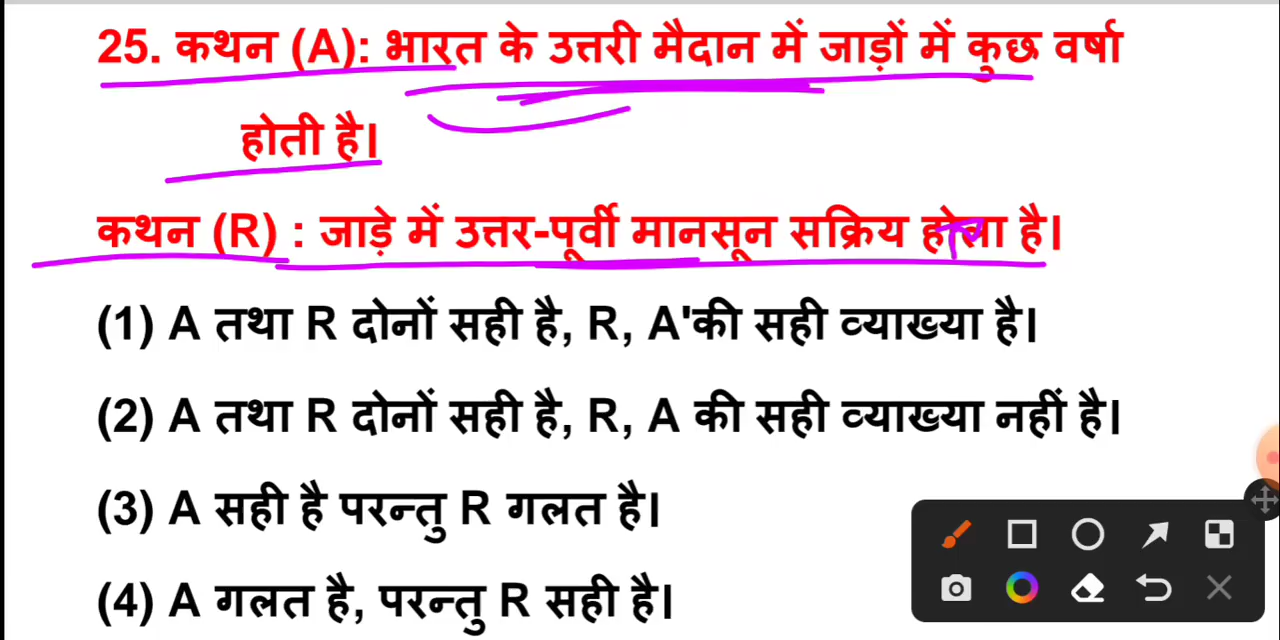 25. कथन (A): भारत के उत्तरी मैदान में जाड़ों में कुछ वर्षा
होती है।
कथन (R) : जाड़े में उत्तर-पूर्वी मानसून सक्रिय होता है।
(1) A तथा R दोनों सही है, R, A'की सही व्याख्या है।
(2) A तथा R दोनों सही है, R, A की सही व्याख्या नहीं है।
(3) A सही है परन्तु R गलत है।
(4) A गलत है, परन्तु R सही है।